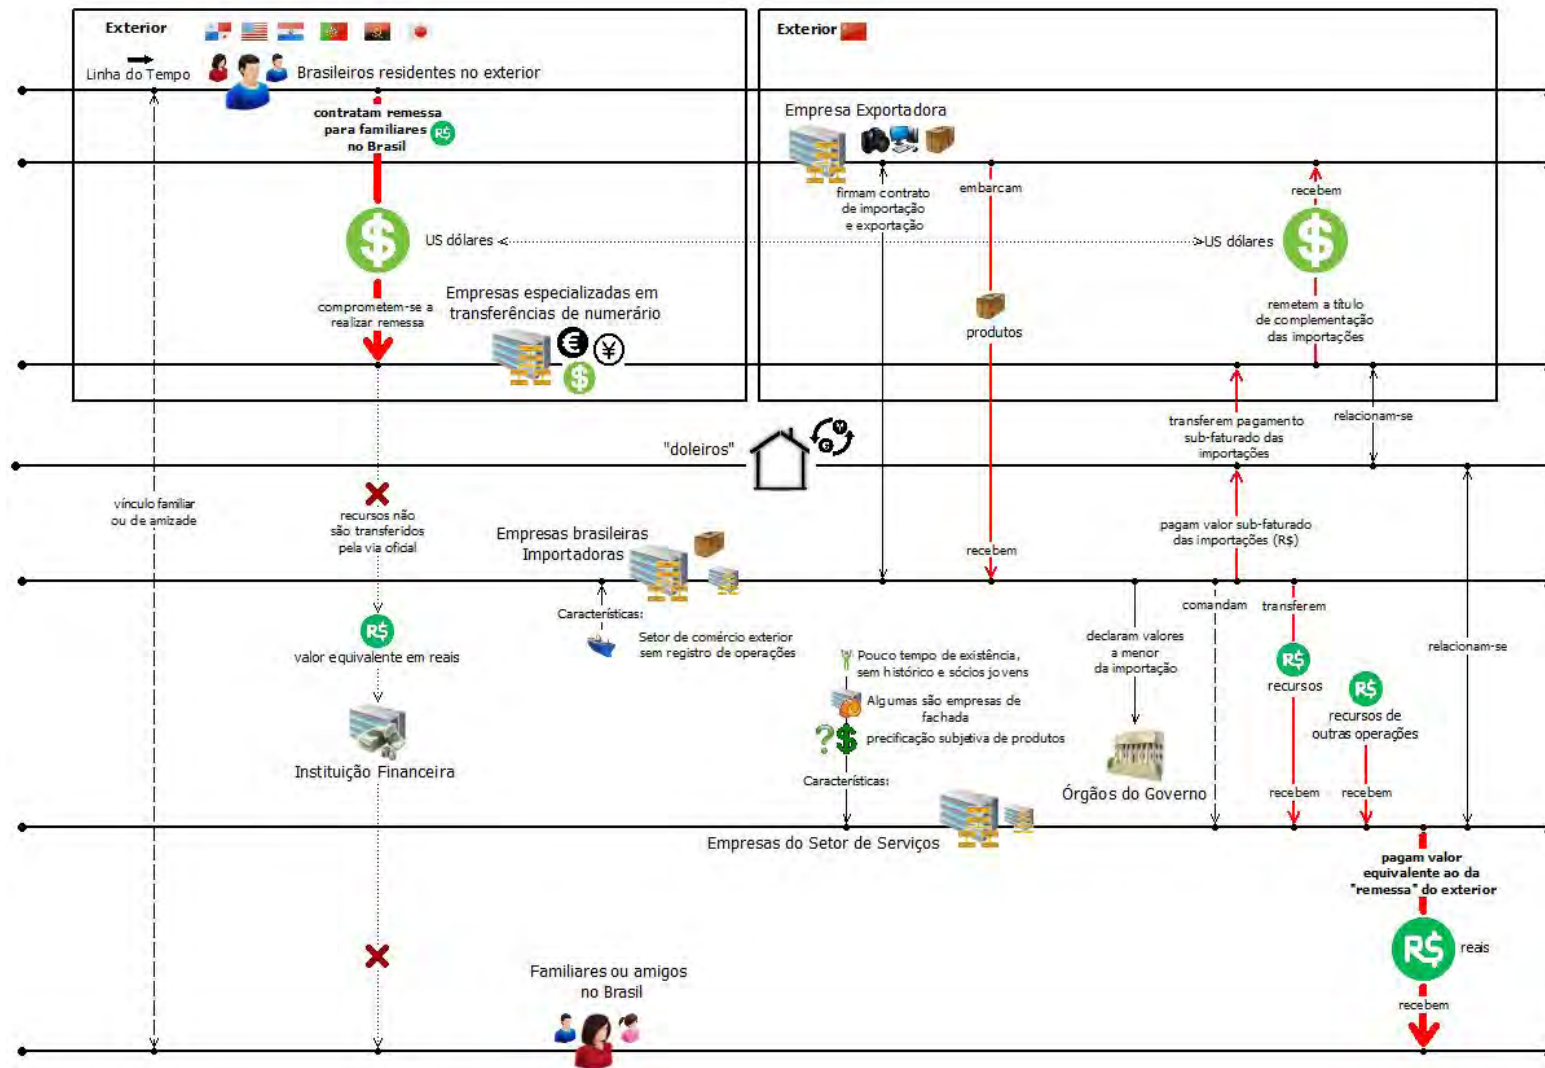 Exterior
Linha do Tempo
Brasileiros residentes no exterior
contratam remessa
para familiares
no Brasil
R$
$
US dólares
comprometem-se a
realizar remessa
Empresas especializadas em
transferências de numerário
€
¥
$
Exterior
Empresa Exportadora
firmam contrato
de importação
e exportação
embarcam
produtos
recebem
recebem
$
US dólares
remetem a título
de complementação
das importações
relacionam-se
transferem pagamento
sub-faturado das
importações
"doleiros"
vínculo familiar
ou de amizade
recursos não
são transferidos
pela via oficial
Empresas brasileiras
Importadoras
pagam valor sub-faturado
das importações (R$)
Características:
Setor de comércio exterior
sem registro de operações
R$
valor equivalente em reais
Instituição Financeira
Pouco tempo de existência,
sem histórico e sócios jovens
Algumas são empresas de
fachada
?$
precificação subjetiva de produtos
Características:
Empresas do Setor de Serviços
declaram valores
a menor
da importação
Órgãos do Governo
comandam
transferem
R$
recursos
recebem
R$
recursos de
outras operações
recebem
relacionam-se
pagam valor
equivalente ao da
"remessa" do exterior
R$
reais
recebem
Familiares ou amigos
no Brasil